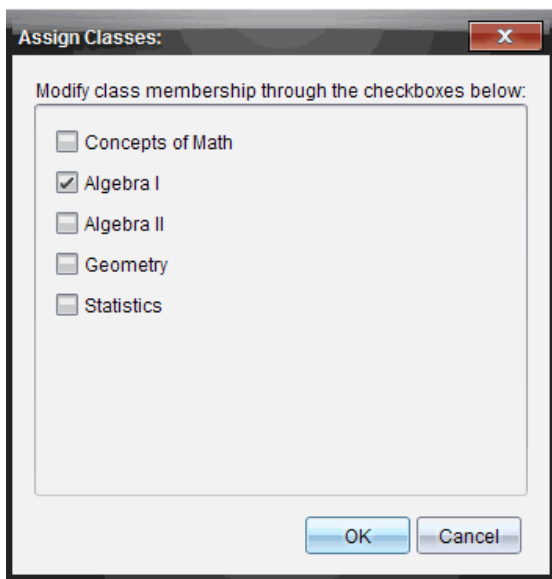 Assign Classes:
Modify class membership through the checkboxes below:
Concepts of Math
Algebra I
Algebra II
Geometry
Statistics
OK
Cancel